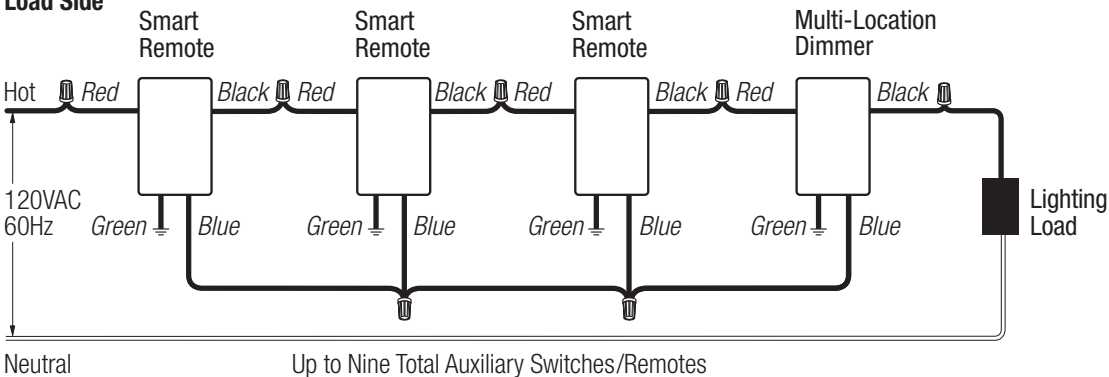 Load Side
Smart
Remote
Smart
Remote
Smart
Remote
Multi-Location
Dimmer
Hot
Red
Black
Red
Black
Red
Black
Red
Black
120VAC
60Hz
Green
Blue
Green
Blue
Green
Blue
Green
Blue
Lighting
Load
Neutral
Up to Nine Total Auxiliary Switches/Remotes